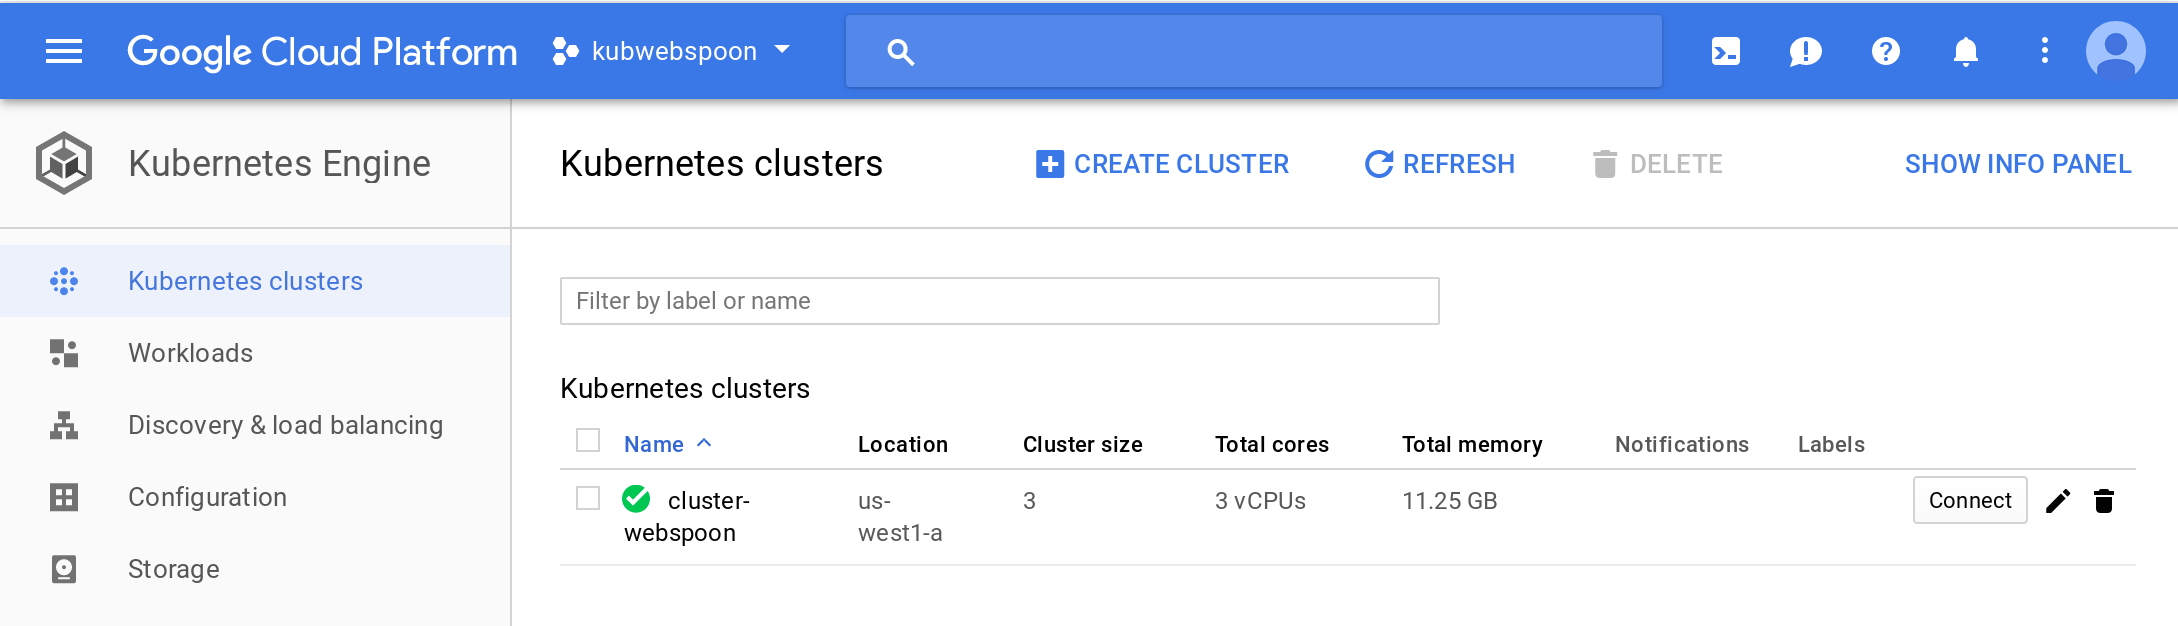 Google Cloud Platform kubwebspoon
Kubernetes Engine
Kubernetes clusters CREATE CLUSTER REFRESH DELETE SHOW INFO PANEL
Kubernetes clusters
Workloads
Discovery & load balancing
Configuration
Storage
Filter by label or name
Kubernetes clusters
Name Location Cluster size Total cores Total memory Notifications Labels
cluster- us- 3 3 vCPUs 11.25 GB Connect
webspoon west1-a